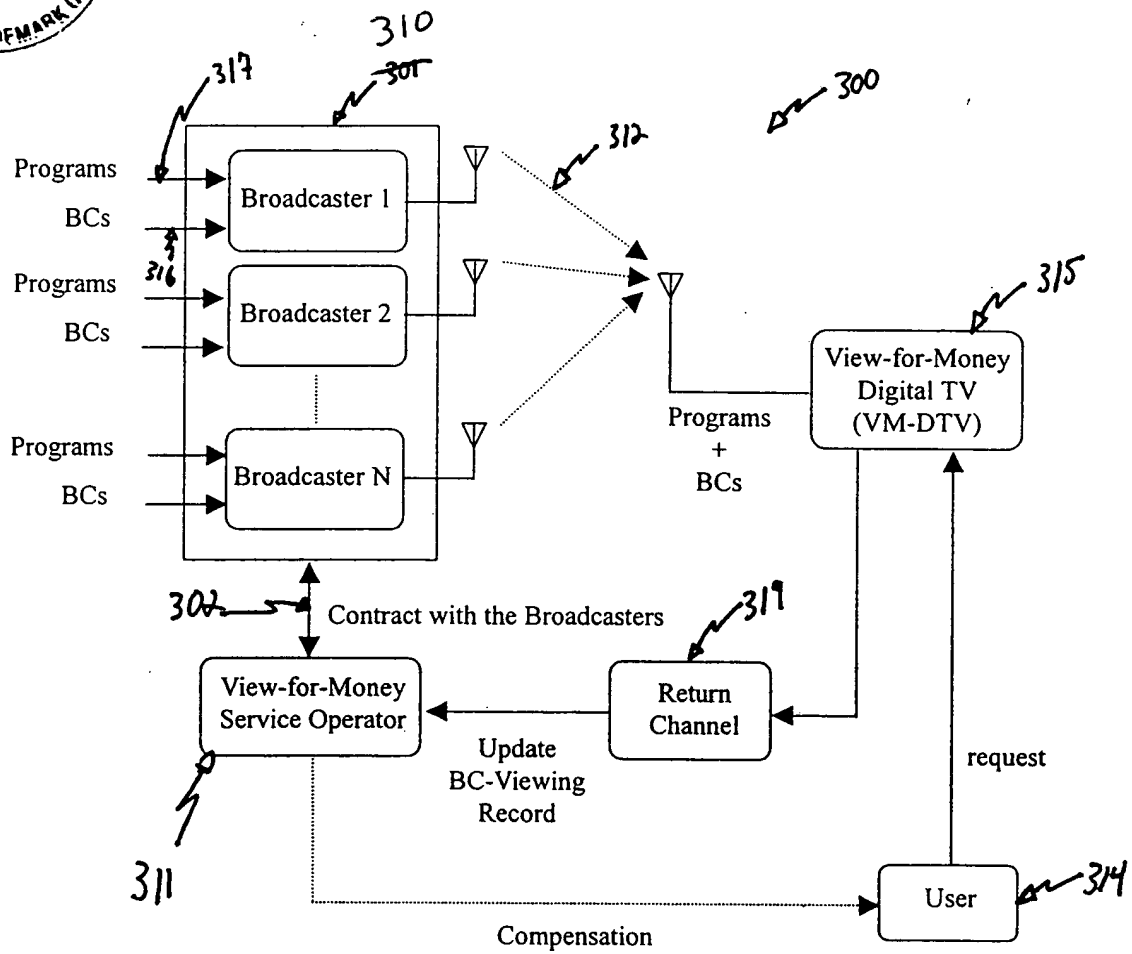 EMARK
310
301
317
300
312
Programs
BCs
316
Broadcaster 1
Programs
BCs
Broadcaster 2
315
View-for-Money
Digital TV
(VM-DTV)
Programs
+
BCs
Programs
BCs
Broadcaster N
302
Contract with the Broadcasters
319
View-for-Money
Service Operator
Return
Channel
Update
BC-Viewing
Record
request
311
User
314
Compensation